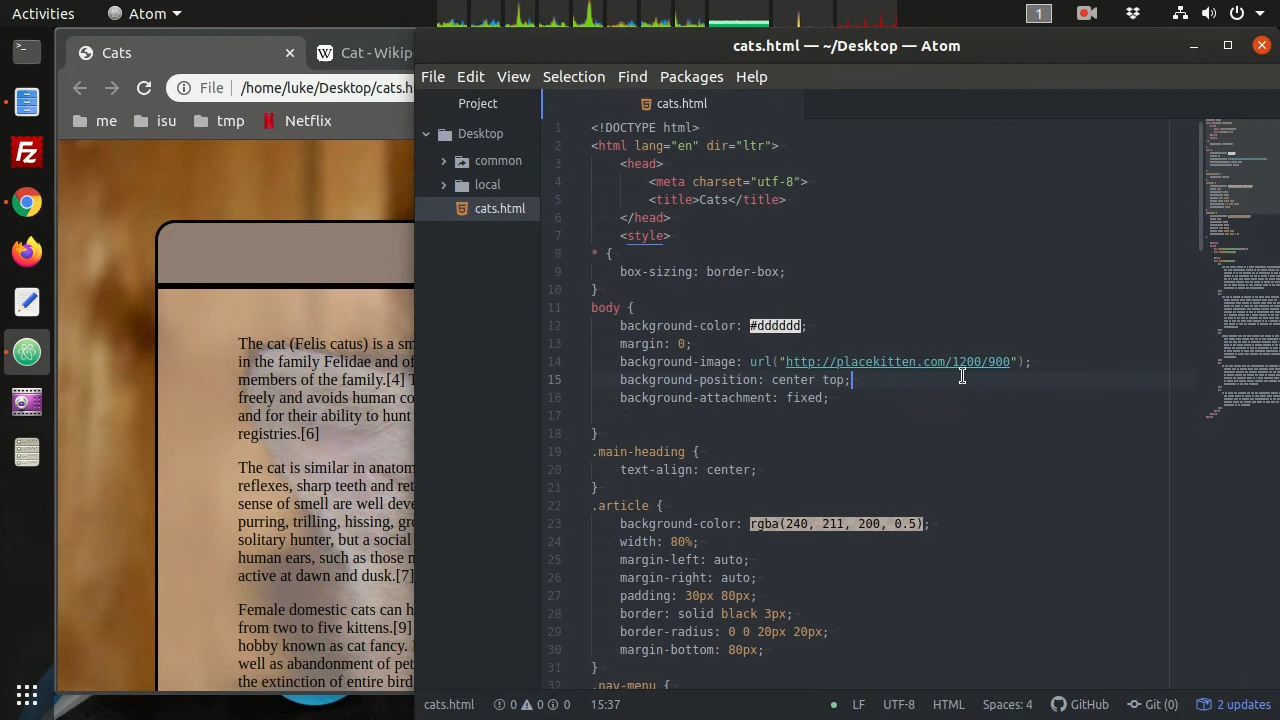 Activities
Atom
1
Cats
Cat - Wikip
File
/home/luke/Desktop/cats.h
me
isu
tmp
Netflix
The cat (Felis catus) is a sm
in the family Felidae and of
members of the family.[4] T
freely and avoids human co
and for their ability to hunt
registries.[6]
The cat is similar in anatom
reflexes, sharp teeth and ret
sense of smell are well deve
purring, trilling, hissing, gro
solitary hunter, but a social
human ears, such as those m
active at dawn and dusk.[7]
Female domestic cats can h
from two to five kittens.[9]
hobby known as cat fancy.
well as abandonment of pet
the extinction of entire bird
cats.html — ~/Desktop — Atom
File Edit View Selection Find Packages Help
Project
Desktop
common
local
cats.html
cats.html
1 <!DOCTYPE html>
2 <html lang="en" dir="ltr">
3 <head>
4 <meta charset="utf-8">
5 <title>Cats</title>
6 </head>
7 <style>
8 * {
9 box-sizing: border-box;
10 }
11 body {
12 background-color: #dddddd;
13 margin: 0;
14 background-image: url("http://placekitten.com/1200/900");
15 background-position: center top;
16 background-attachment: fixed;
17
18 }
19 .main-heading {
20 text-align: center;
21 }
22 .article {
23 background-color: rgba(240, 211, 200, 0.5);
24 width: 80%;
25 margin-left: auto;
26 margin-right: auto;
27 padding: 30px 80px;
28 border: solid black 3px;
29 border-radius: 0 0 20px 20px;
30 margin-bottom: 80px;
31 }
32 .nav-menu {
cats.html 0 0 0 15:37 LF UTF-8 HTML Spaces: 4 GitHub Git (0) 2 updates